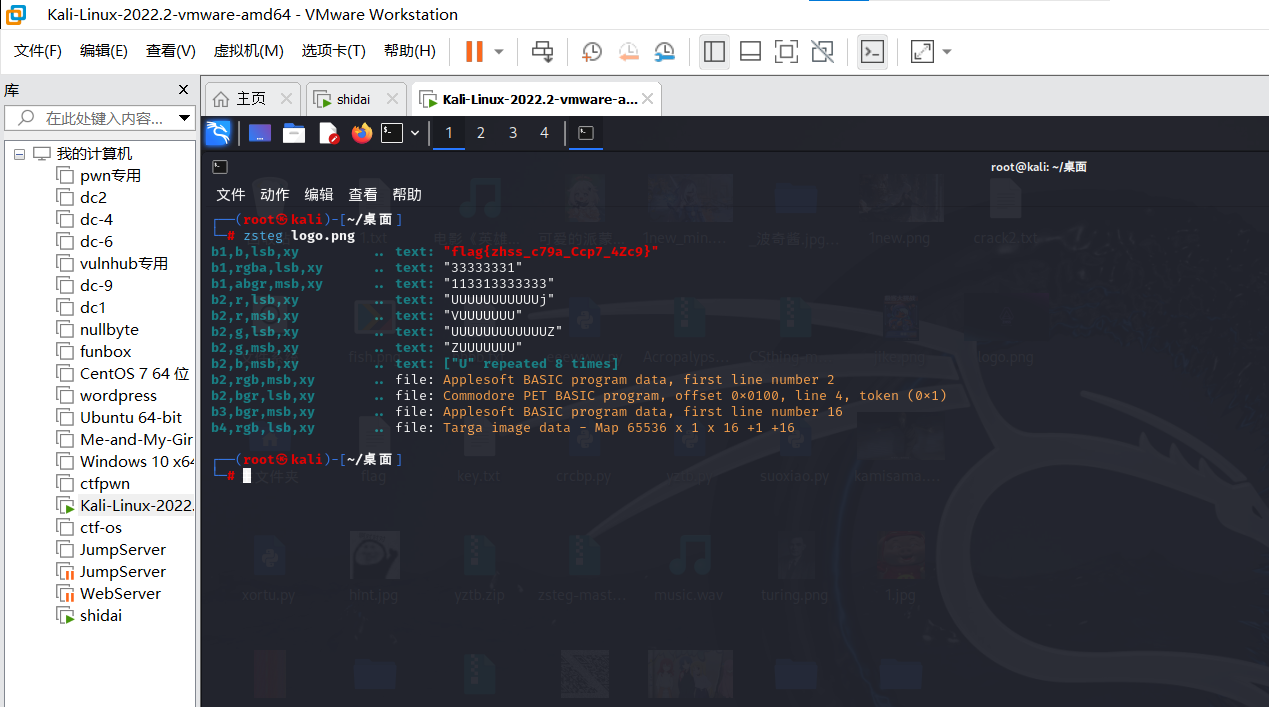 Kali-Linux-2022.2-vmware-amd64 - VMware Workstation
文件(F) 编辑(E) 查看(V) 虚拟机(M) 选项卡(T) 帮助(H)
库
在此处键入内容...
我的计算机
pwn专用
dc2
dc-4
dc-6
vulnhub专用
dc-9
dc1
nullbyte
funbox
CentOS 7 64 位
wordpress
Ubuntu 64-bit
Me-and-My-Gir
Windows 10 x64
ctfpwn
Kali-Linux-2022.
ctf-os
JumpServer
JumpServer
WebServer
shidai
主页 shidai Kali-Linux-2022.2-vmware-a...
1 2 3 4
root@kali: ~/桌面
文件 动作 编辑 查看 帮助
┌──(root㉿kali)-[~/桌面]
└─# zsteg logo.png
b1,b,lsb,xy .. text: "flag{zhss_c79a_Ccp7_4Zc9}"
b1,rgba,lsb,xy .. text: "33333331"
b1,abgr,msb,xy .. text: "113313333333"
b2,r,lsb,xy .. text: "UUUUUUUUUUUj"
b2,r,msb,xy .. text: "VUUUUUUU"
b2,g,lsb,xy .. text: "UUUUUUUUUUUUZ"
b2,g,msb,xy .. text: "ZUUUUUUU"
b2,b,msb,xy .. text: ["U" repeated 8 times]
b2,rgb,msb,xy .. file: Applesoft BASIC program data, first line number 2
b2,bgr,lsb,xy .. file: Commodore PET BASIC program, offset 0×0100, line 4, token (0×1)
b3,bgr,msb,xy .. file: Applesoft BASIC program data, first line number 16
b4,rgb,lsb,xy .. file: Targa image data - Map 65536 x 1 x 16 +1 +16
┌──(root㉿kali)-[~/桌面]
└─#
new.png crack2.txt
logo.png
文件夹 flag key.txt crcbp.py yztb.py suoxiao.py kamisama...
xortu.py hint.jpg yztb.zip zsteg-mast... music.wav turing.png 1.jpg